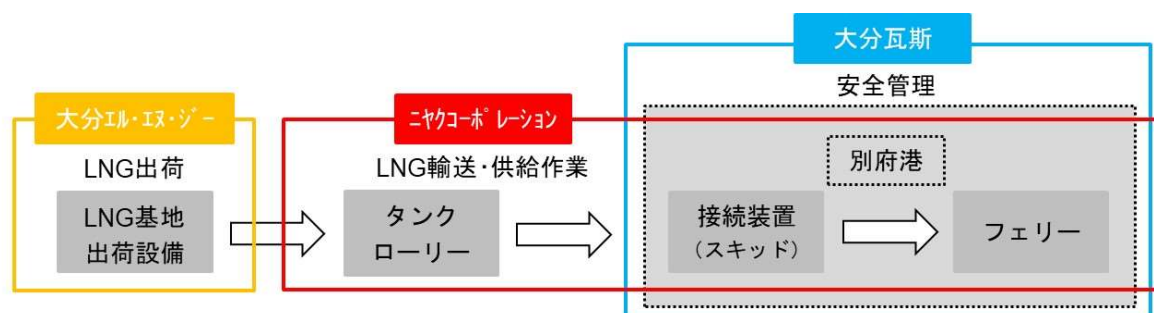 大分瓦斯
安全管理
大分ｴﾙ・ｴﾇ・ｼﾞｰ
ﾆﾔｸｺｰﾎﾟﾚｰｼｮﾝ
LNG出荷
LNG輸送・供給作業
別府港
LNG基地
出荷設備
タンク
ローリー
接続装置
（スキッド）
フェリー